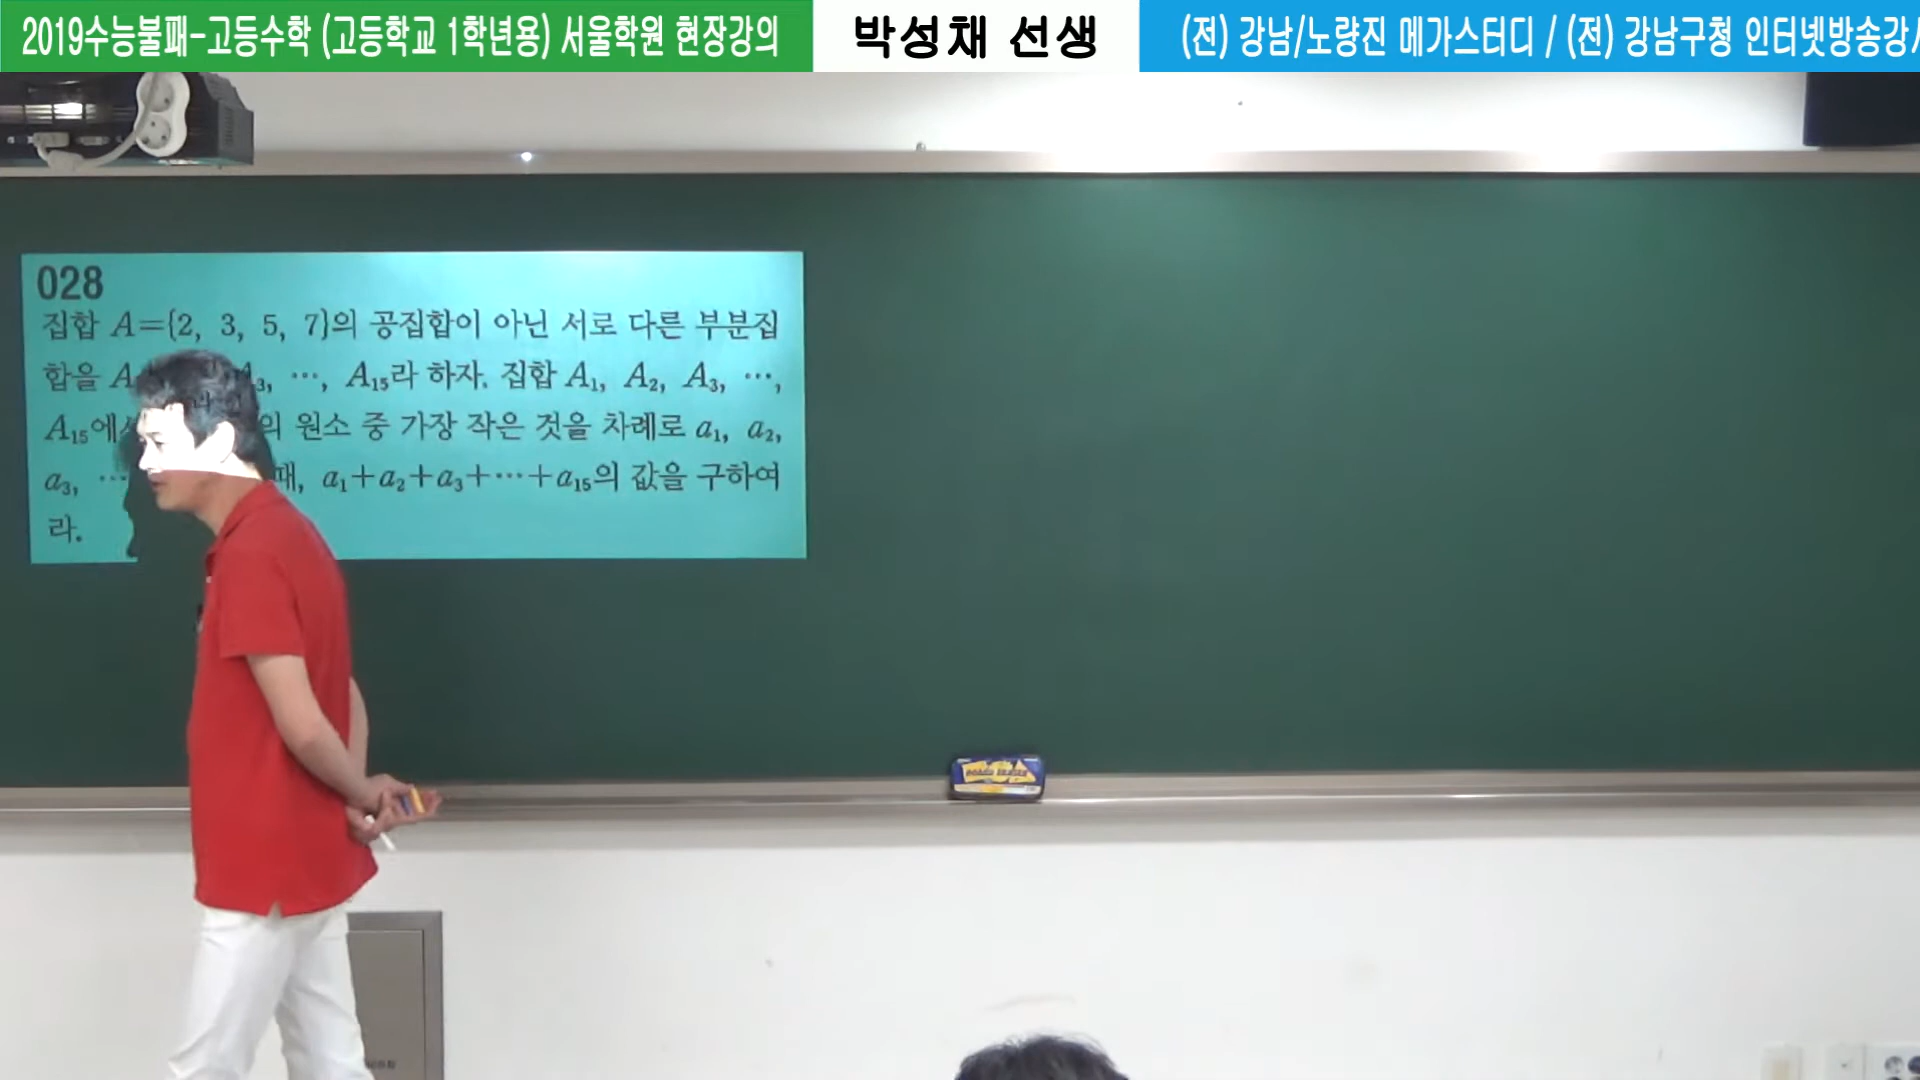 2019수능불패-고등수학 (고등학교 1학년용) 서울학원 현장강의
박성채 선생
(전) 강남/노량진 메가스터디 / (전) 강남구청 인터넷방송강사
028
집합 A={2, 3, 5, 7}의 공집합이 아닌 서로 다른 부분집
합을 A₃, ⋯, A₁₅라 하자. 집합 A₁, A₂, A₃, ⋯,
A₁₅에서 의 원소 중 가장 작은 것을 차례로 a₁, a₂,
a₃, ⋯ 때, a₁+a₂+a₃+⋯+a₁₅의 값을 구하여
라.